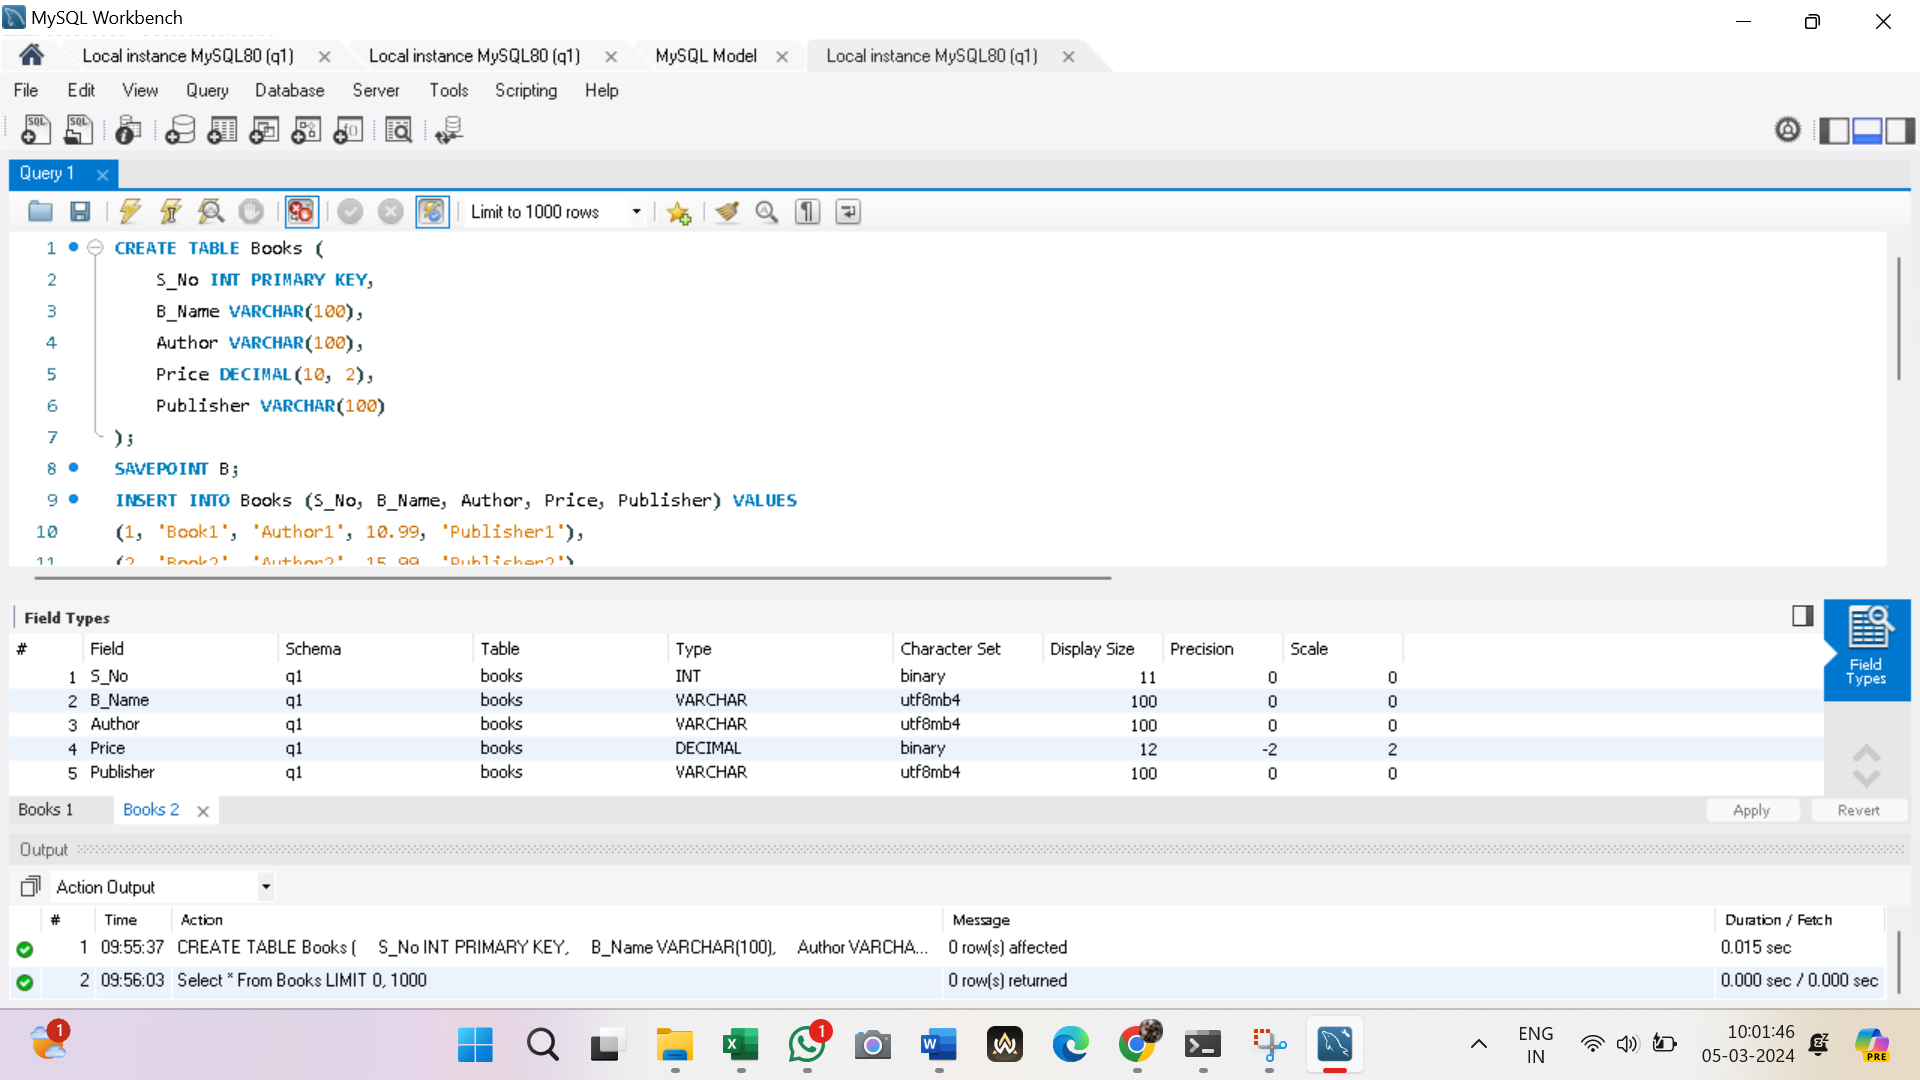 MySQL Workbench
Local instance MySQL80 (q1) Local instance MySQL80 (q1) MySQL Model Local instance MySQL80 (q1)
File Edit View Query Database Server Tools Scripting Help
SQL SQL
Query 1
Limit to 1000 rows
1 CREATE TABLE Books (
2 S_No INT PRIMARY KEY,
3 B_Name VARCHAR(100),
4 Author VARCHAR(100),
5 Price DECIMAL(10, 2),
6 Publisher VARCHAR(100)
7 );
8 SAVEPOINT B;
9 INSERT INTO Books (S_No, B_Name, Author, Price, Publisher) VALUES
10 (1, 'Book1', 'Author1', 10.99, 'Publisher1'),
11 (2, 'Book2', 'Author2', 15.99, 'Publisher2')
Field Types
# Field Schema Table Type Character Set Display Size Precision Scale
1 S_No q1 books INT binary 11 0 0
2 B_Name q1 books VARCHAR utf8mb4 100 0 0
3 Author q1 books VARCHAR utf8mb4 100 0 0
4 Price q1 books DECIMAL binary 12 -2 2
5 Publisher q1 books VARCHAR utf8mb4 100 0 0
Field
Types
Books 1 Books 2 Apply Revert
Output
Action Output
# Time Action Message Duration / Fetch
1 09:55:37 CREATE TABLE Books ( S_No INT PRIMARY KEY, B_Name VARCHAR(100), Author VARCHA... 0 row(s) affected 0.015 sec
2 09:56:03 Select * From Books LIMIT 0, 1000 0 row(s) returned 0.000 sec / 0.000 sec
1 1
ENG
IN
10:01:46
05-03-2024
PRE